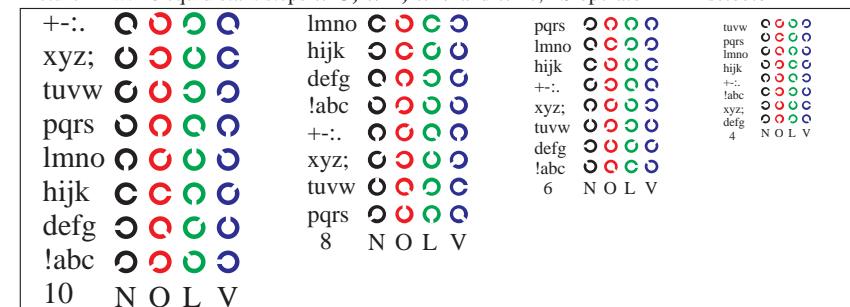 +-:.
xyz;
tuvw
pqrs
lmno
hijk
defg
!abc
10 N O L V
lmno
hijk
defg
!abc
+-:.
xyz;
tuvw
pqrs
8 N O L V
pqrs
lmno
hijk
+-:.
xyz;
tuvw
defg
!abc
6 N O L V
tuvw
pqrs
lmno
hijk
+-:.
!abc
xyz;
defg
4 N O L V